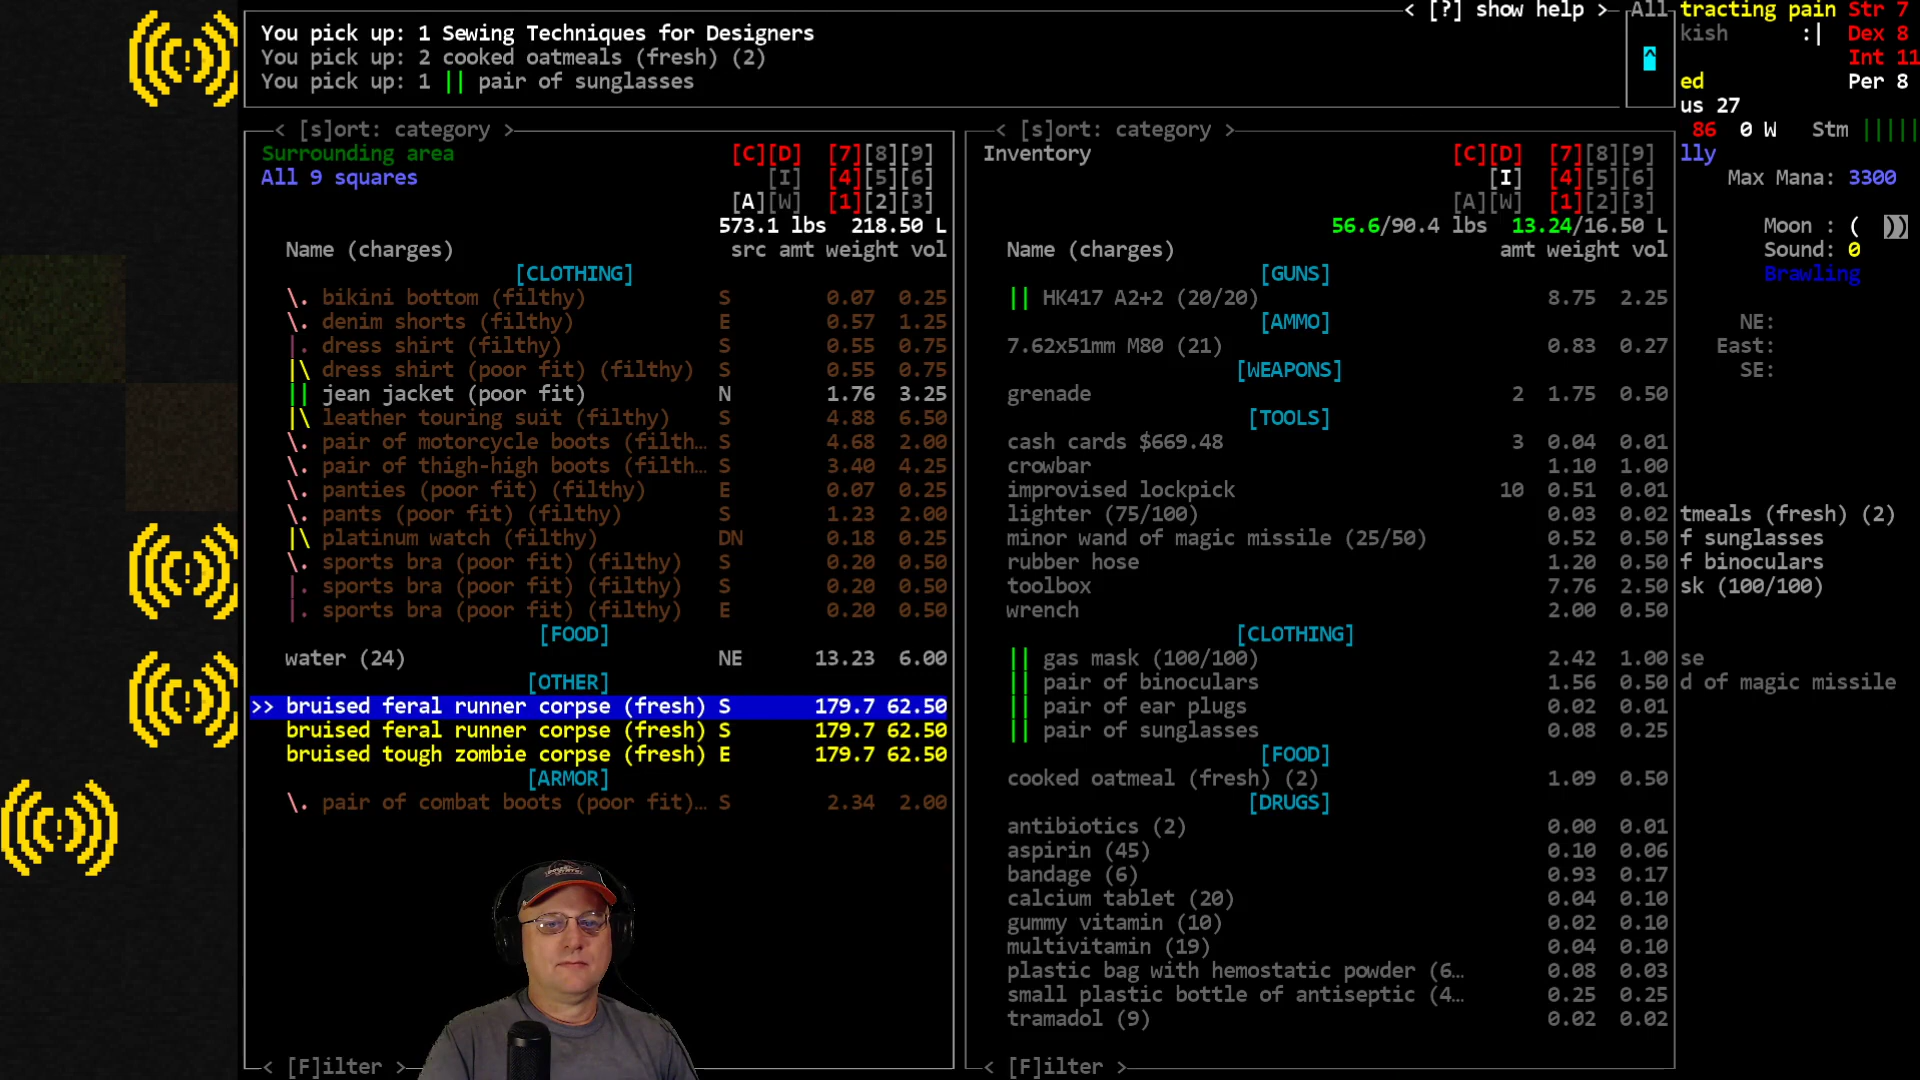 < [?] show help >
You pick up: 1 Sewing Techniques for Designers
You pick up: 2 cooked oatmeals (fresh) (2)
You pick up: 1 || pair of sunglasses
All
^
tracting pain Str 7
kish :| Dex 8
Int 11
ed Per 8
us 27
86 0 W Stm |||||
lly
Max Mana: 3300
Moon : ( ))
Sound: 0
Brawling
NE:
East:
SE:
tmeals (fresh) (2)
f sunglasses
f binoculars
sk (100/100)
se
d of magic missile
< [s]ort: category >
Surrounding area [C][D] [7][8][9]
All 9 squares [I] [4][5][6]
[A][W] [1][2][3]
573.1 lbs 218.50 L
Name (charges) src amt weight vol
[CLOTHING]
\. bikini bottom (filthy) S 0.07 0.25
\. denim shorts (filthy) E 0.57 1.25
|. dress shirt (filthy) S 0.55 0.75
|\ dress shirt (poor fit) (filthy) S 0.55 0.75
|| jean jacket (poor fit) N 1.76 3.25
|\ leather touring suit (filthy) S 4.88 6.50
\. pair of motorcycle boots (filth… S 4.68 2.00
\. pair of thigh-high boots (filth… S 3.40 4.25
\. panties (poor fit) (filthy) E 0.07 0.25
\. pants (poor fit) (filthy) S 1.23 2.00
|\ platinum watch (filthy) DN 0.18 0.25
\. sports bra (poor fit) (filthy) S 0.20 0.50
|. sports bra (poor fit) (filthy) S 0.20 0.50
|. sports bra (poor fit) (filthy) E 0.20 0.50
[FOOD]
water (24) NE 13.23 6.00
[OTHER]
>> bruised feral runner corpse (fresh) S 179.7 62.50
bruised feral runner corpse (fresh) S 179.7 62.50
bruised tough zombie corpse (fresh) E 179.7 62.50
[ARMOR]
\. pair of combat boots (poor fit)… S 2.34 2.00
< [F]ilter >
< [s]ort: category >
Inventory [C][D] [7][8][9]
[I] [4][5][6]
[A][W] [1][2][3]
56.6/90.4 lbs 13.24/16.50 L
Name (charges) amt weight vol
[GUNS]
|| HK417 A2+2 (20/20) 8.75 2.25
[AMMO]
7.62x51mm M80 (21) 0.83 0.27
[WEAPONS]
grenade 2 1.75 0.50
[TOOLS]
cash cards $669.48 3 0.04 0.01
crowbar 1.10 1.00
improvised lockpick 10 0.51 0.01
lighter (75/100) 0.03 0.02
minor wand of magic missile (25/50) 0.52 0.50
rubber hose 1.20 0.50
toolbox 7.76 2.50
wrench 2.00 0.50
[CLOTHING]
|| gas mask (100/100) 2.42 1.00
|| pair of binoculars 1.56 0.50
|| pair of ear plugs 0.02 0.01
|| pair of sunglasses 0.08 0.25
[FOOD]
cooked oatmeal (fresh) (2) 1.09 0.50
[DRUGS]
antibiotics (2) 0.00 0.01
aspirin (45) 0.10 0.06
bandage (6) 0.93 0.17
calcium tablet (20) 0.04 0.10
gummy vitamin (10) 0.02 0.10
multivitamin (19) 0.04 0.10
plastic bag with hemostatic powder (6… 0.08 0.03
small plastic bottle of antiseptic (4… 0.25 0.25
tramadol (9) 0.02 0.02
< [F]ilter >